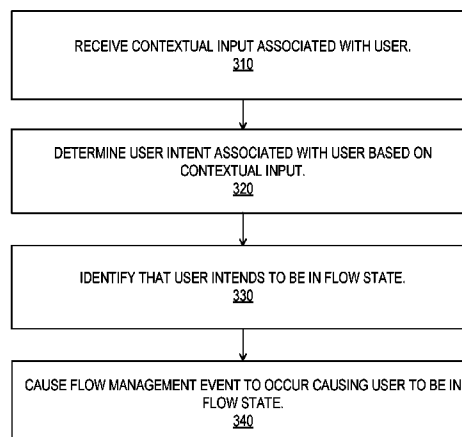 RECEIVE CONTEXTUAL INPUT ASSOCIATED WITH USER.
310
DETERMINE USER INTENT ASSOCIATED WITH USER BASED ON
CONTEXTUAL INPUT.
320
IDENTIFY THAT USER INTENDS TO BE IN FLOW STATE.
330
CAUSE FLOW MANAGEMENT EVENT TO OCCUR CAUSING USER TO BE IN
FLOW STATE.
340